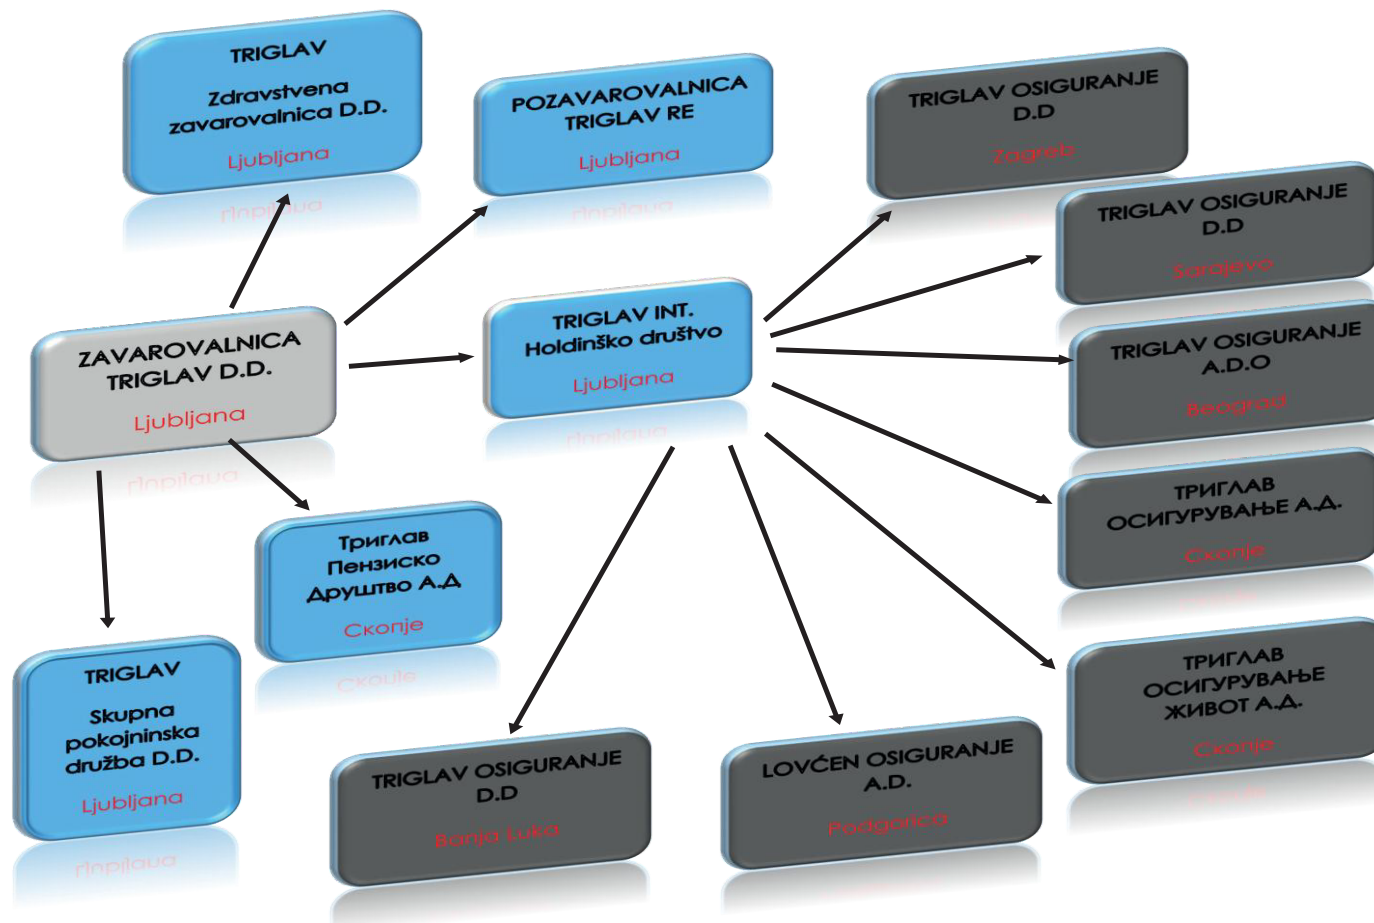 TRIGLAV
Zdravstvena
zavarovalnica D.D.
Ljubljana
POZAVAROVALNICA
TRIGLAV RE
Ljubljana
TRIGLAV OSIGURANJE
D.D
Zagreb
TRIGLAV OSIGURANJE
D.D
Sarajevo
ZAVAROVALNICA
TRIGLAV D.D.
Ljubljana
TRIGLAV INT.
Holdinško društvo
Ljubljana
TRIGLAV OSIGURANJE
A.D.O
Beograd
ТРИГЛАВ
ОСИГУРУВАЊЕ А.Д.
Скопје
Триглав
Пензиско
Друштво А.Д
Скопје
ТРИГЛАВ
ОСИГУРУВАЊЕ
ЖИВОТ А.Д.
Скопје
TRIGLAV
Skupna
pokojninska
družba D.D.
Ljubljana
TRIGLAV OSIGURANJE
D.D
Banja Luka
LOVĆEN OSIGURANJE
A.D.
Podgorica